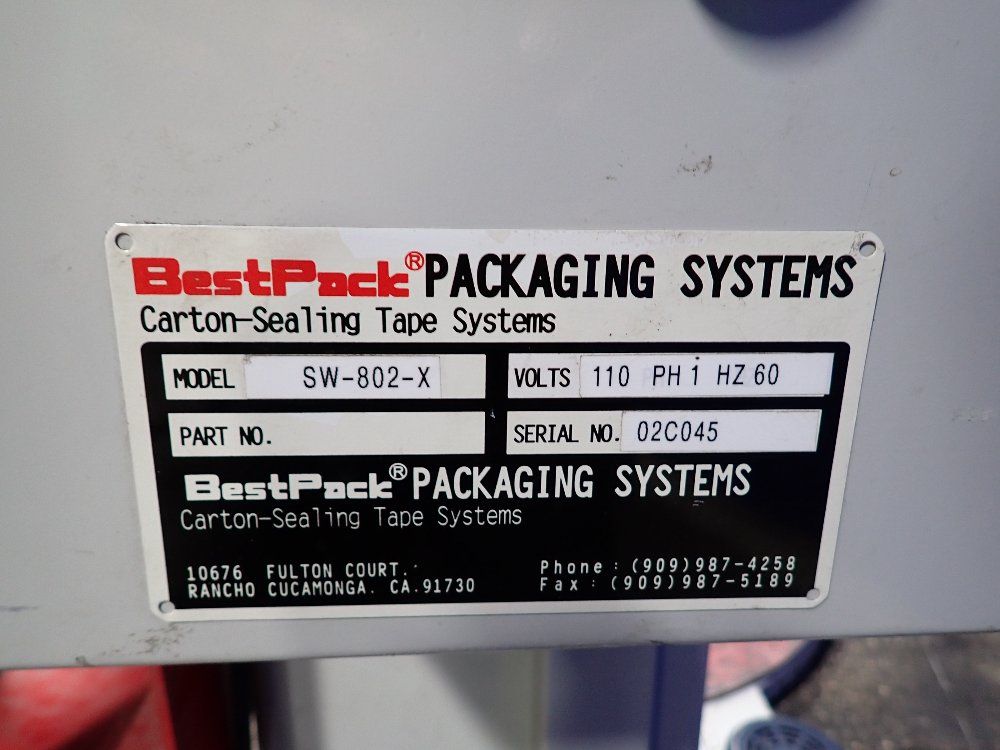 BestPack® PACKAGING SYSTEMS
Carton-Sealing Tape Systems
MODEL SW-802-X
VOLTS 110 PH 1 HZ 60
PART NO.
SERIAL NO. 02C045
BestPack® PACKAGING SYSTEMS
Carton-Sealing Tape Systems
10676 FULTON COURT.
RANCHO CUCAMONGA. CA.91730
Phone : (909)987-4258
Fax : (909)987-5189